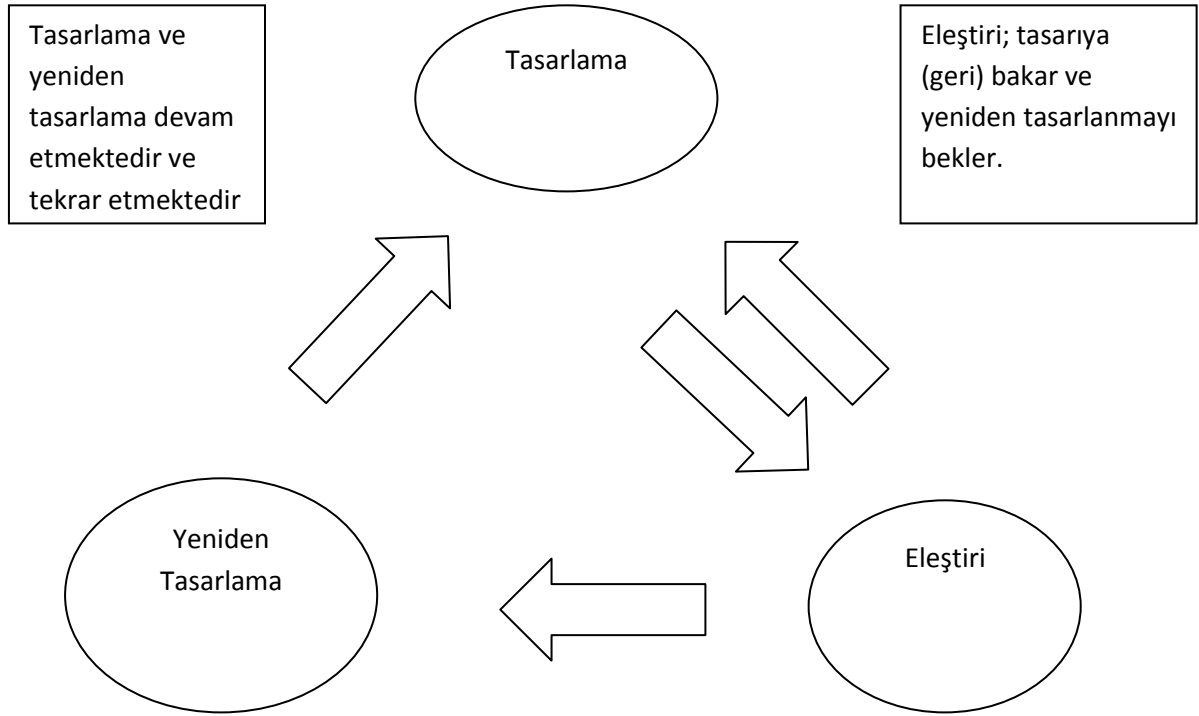 Tasarlama ve
yeniden
tasarlama devam
etmektedir ve
tekrar etmektedir
Tasarlama
Eleştiri; tasarıya
(geri) bakar ve
yeniden tasarlanmayı
bekler.
Yeniden
Tasarlama
Eleştiri